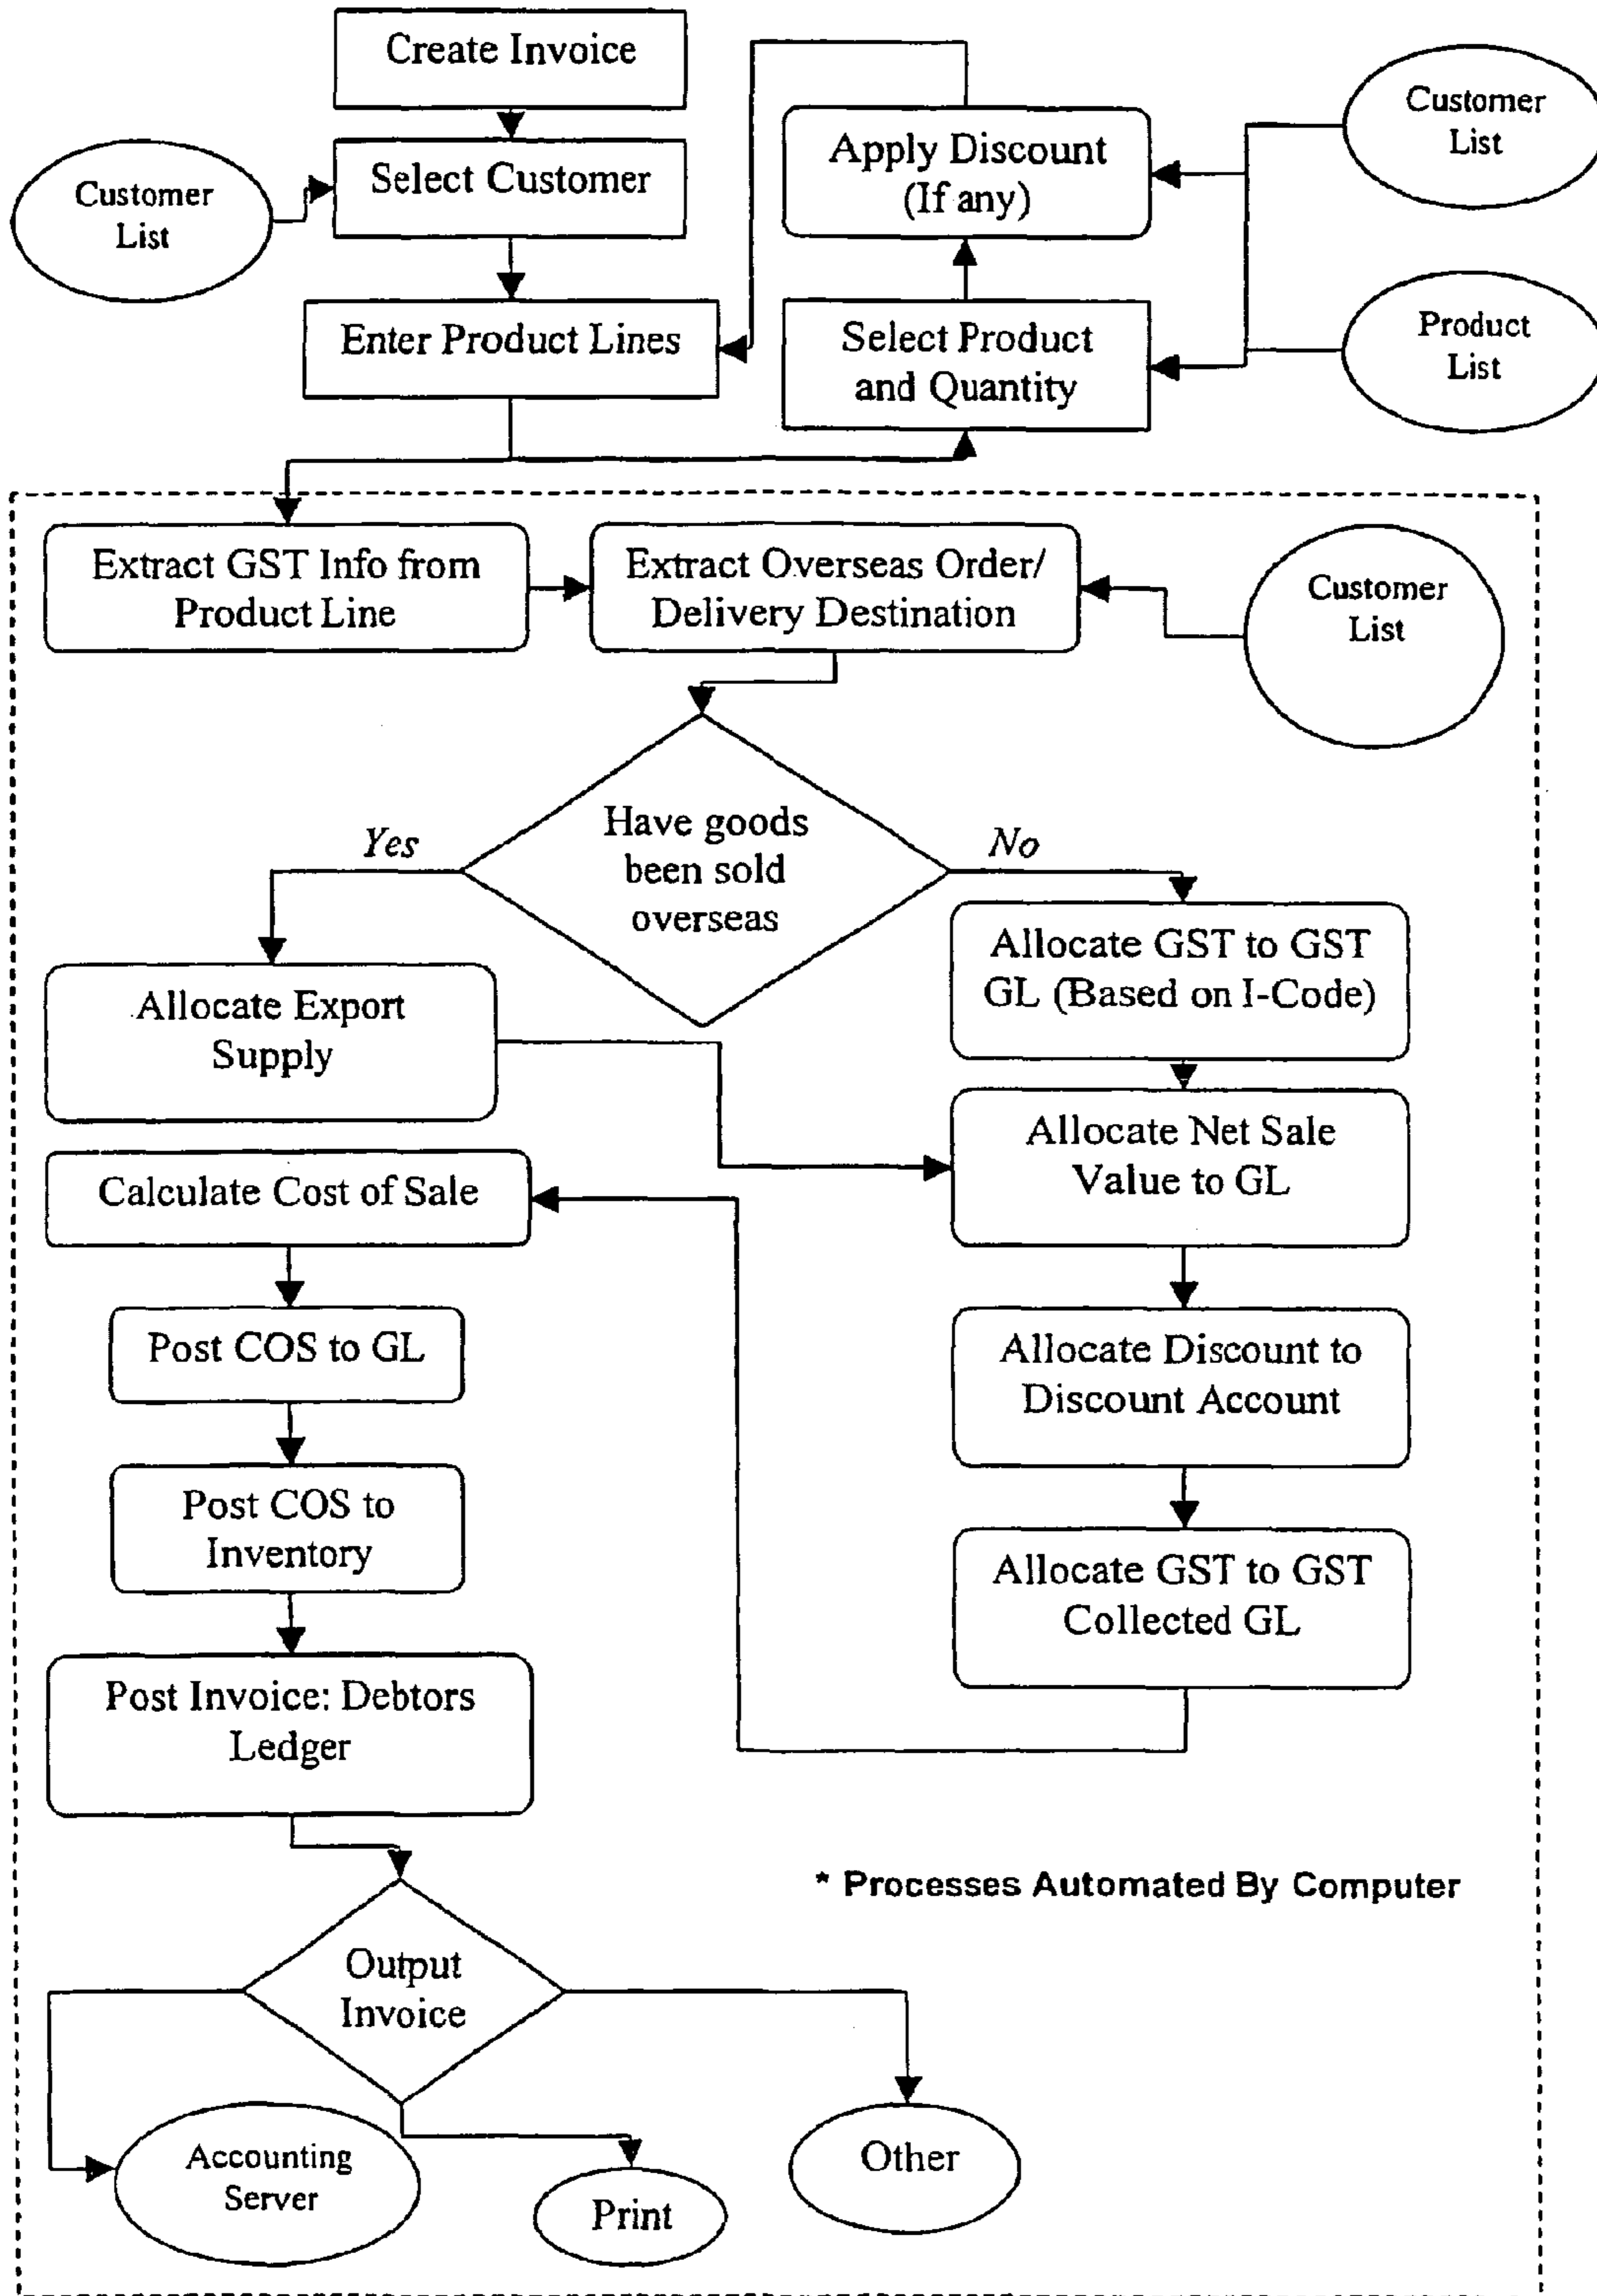 Create Invoice
Customer
List
Select Customer
Enter Product Lines
Apply Discount
(If any)
Select Product
and Quantity
Customer
List
Product
List
Extract GST Info from
Product Line
Extract Overseas Order/
Delivery Destination
Customer
List
Have goods
been sold
overseas
Yes
No
Allocate Export
Supply
Allocate GST to GST
GL (Based on I-Code)
Allocate Net Sale
Value to GL
Calculate Cost of Sale
Allocate Discount to
Discount Account
Post COS to GL
Post COS to
Inventory
Allocate GST to GST
Collected GL
Post Invoice: Debtors
Ledger
* Processes Automated By Computer
Output
Invoice
Accounting
Server
Print
Other